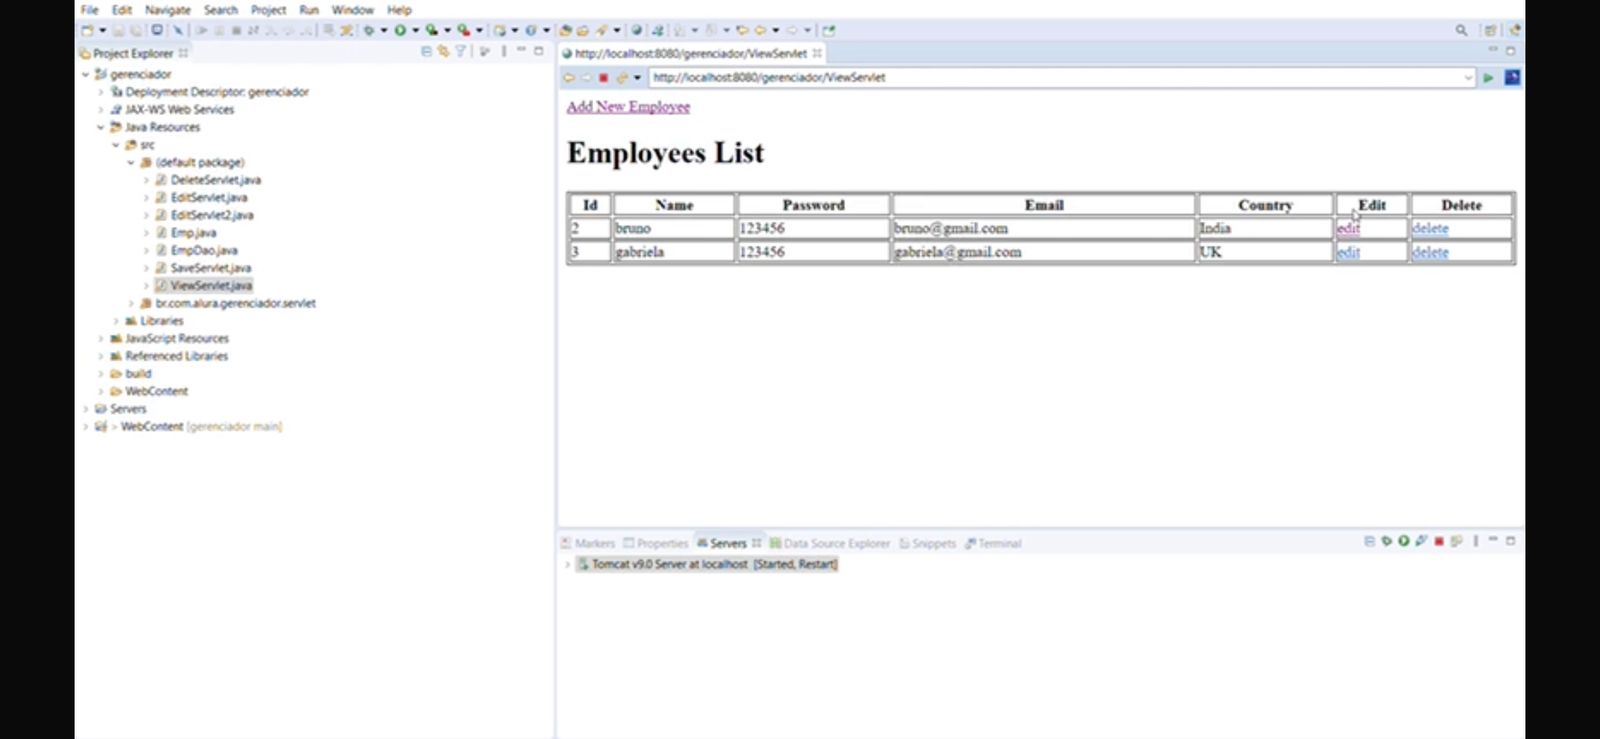 File Edit Navigate Search Project Run Window Help
Project Explorer
gerenciador
Deployment Descriptor: gerenciador
JAX-WS Web Services
Java Resources
src
(default package)
DeleteServlet.java
EditServlet.java
EditServlet2.java
Emp.java
EmpDao.java
SaveServlet.java
ViewServlet.java
br.com.alura.gerenciador.servlet
Libraries
JavaScript Resources
Referenced Libraries
build
WebContent
Servers
> WebContent [gerenciador main]
http://localhost:8080/gerenciador/ViewServlet
http://localhost:8080/gerenciador/ViewServlet
Add New Employee
Employees List
Id Name Password Email Country Edit Delete
2 bruno 123456 bruno@gmail.com India edit delete
3 gabriela 123456 gabriela@gmail.com UK edit delete
Markers Properties Servers Data Source Explorer Snippets Terminal
Tomcat v9.0 Server at localhost [Started, Restart]